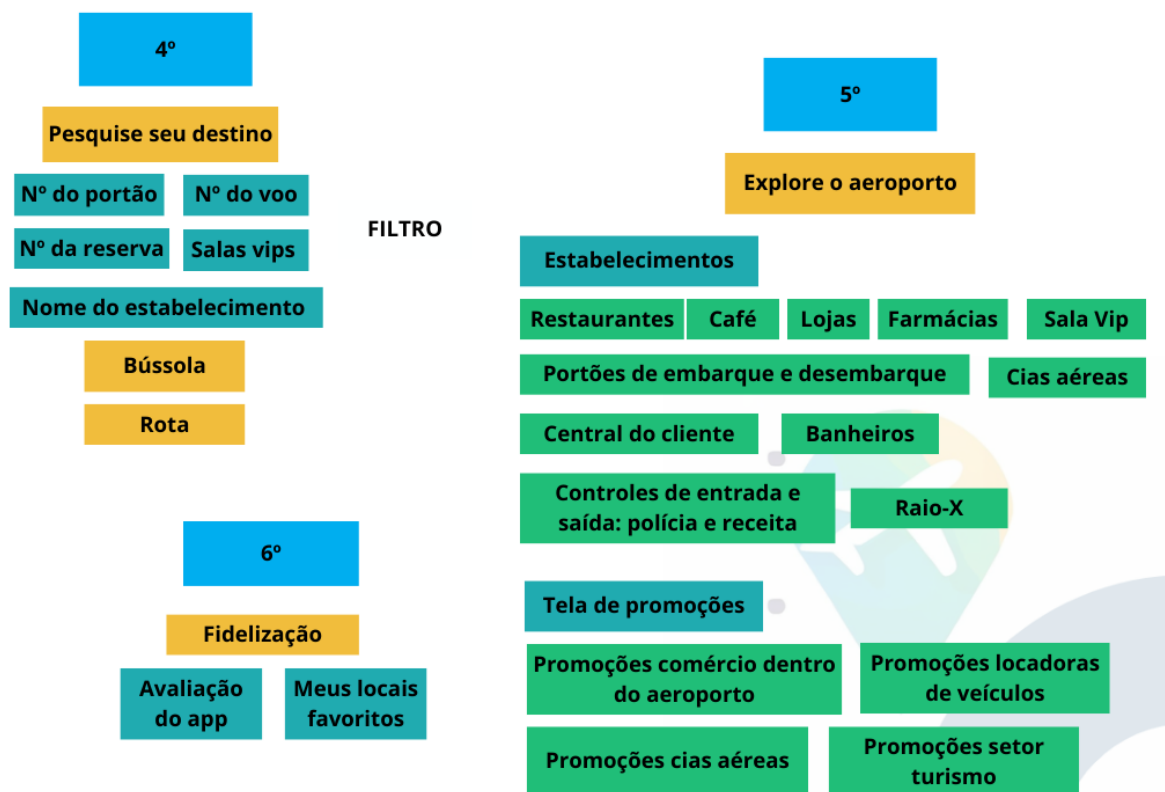 4º
Pesquise seu destino
Nº do portão
Nº do voo
Nº da reserva
Salas vips
Nome do estabelecimento
Bússola
Rota
FILTRO
5º
Explore o aeroporto
Estabelecimentos
Restaurantes
Café
Lojas
Farmácias
Sala Vip
Portões de embarque e desembarque
Cias aéreas
Central do cliente
Banheiros
Controles de entrada e
saída: polícia e receita
Raio-X
Tela de promoções
Promoções comércio dentro
do aeroporto
Promoções locadoras
de veículos
Promoções cias aéreas
Promoções setor
turismo
6º
Fidelização
Avaliação
do app
Meus locais
favoritos